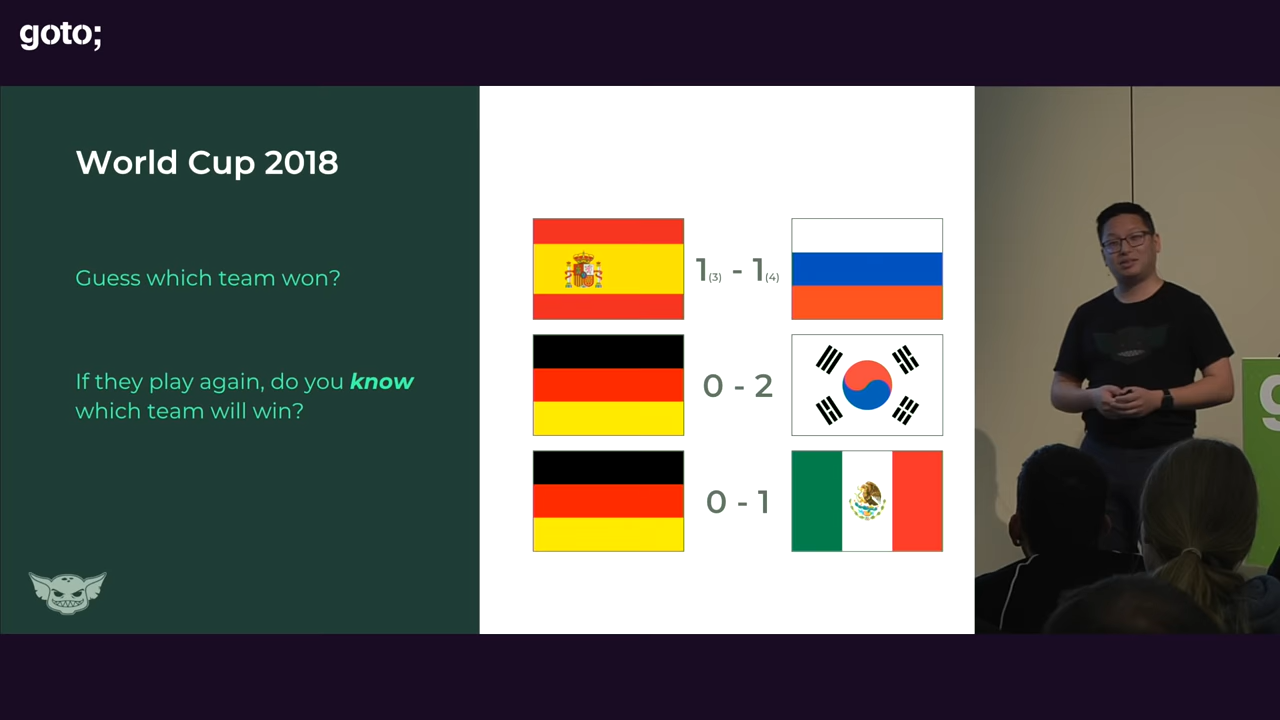 goto;
World Cup 2018
Guess which team won?
If they play again, do you know
which team will win?
1(3) - 1(4)
0 - 2
0 - 1
g